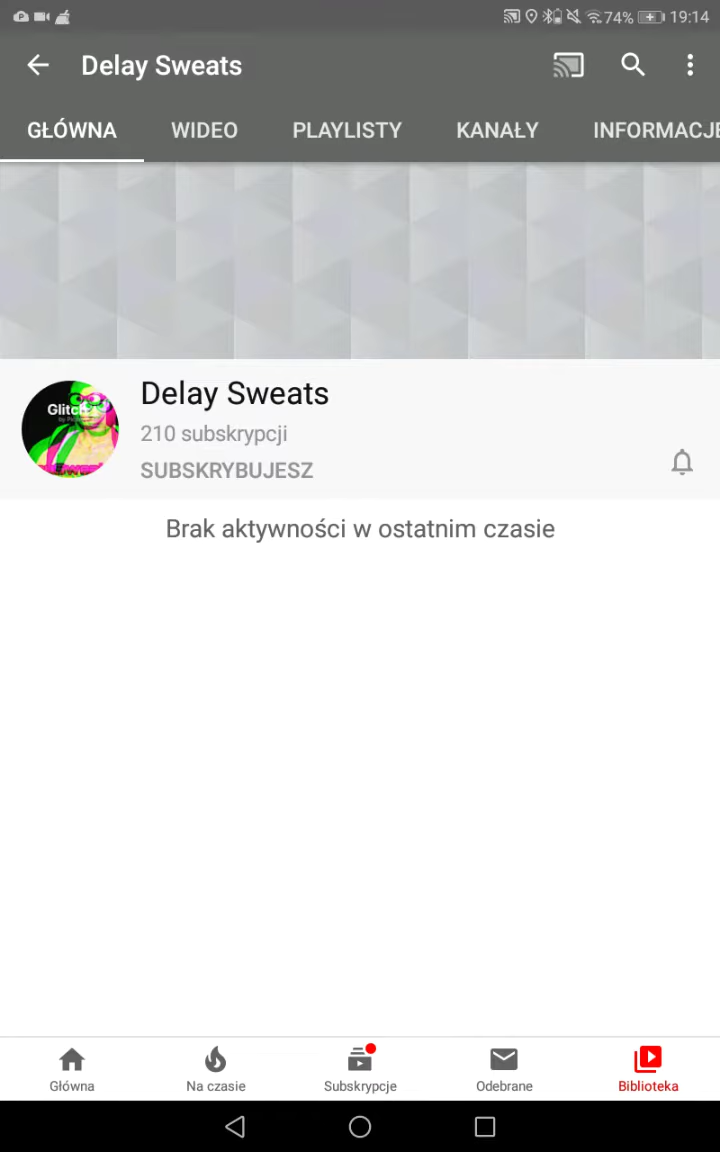 74% 19:14
Delay Sweats
GŁÓWNA WIDEO PLAYLISTY KANAŁY INFORMACJE
Glitch
Delay Sweats
210 subskrypcji
SUBSKRYBUJESZ
Brak aktywności w ostatnim czasie
Główna Na czasie Subskrypcje Odebrane Biblioteka